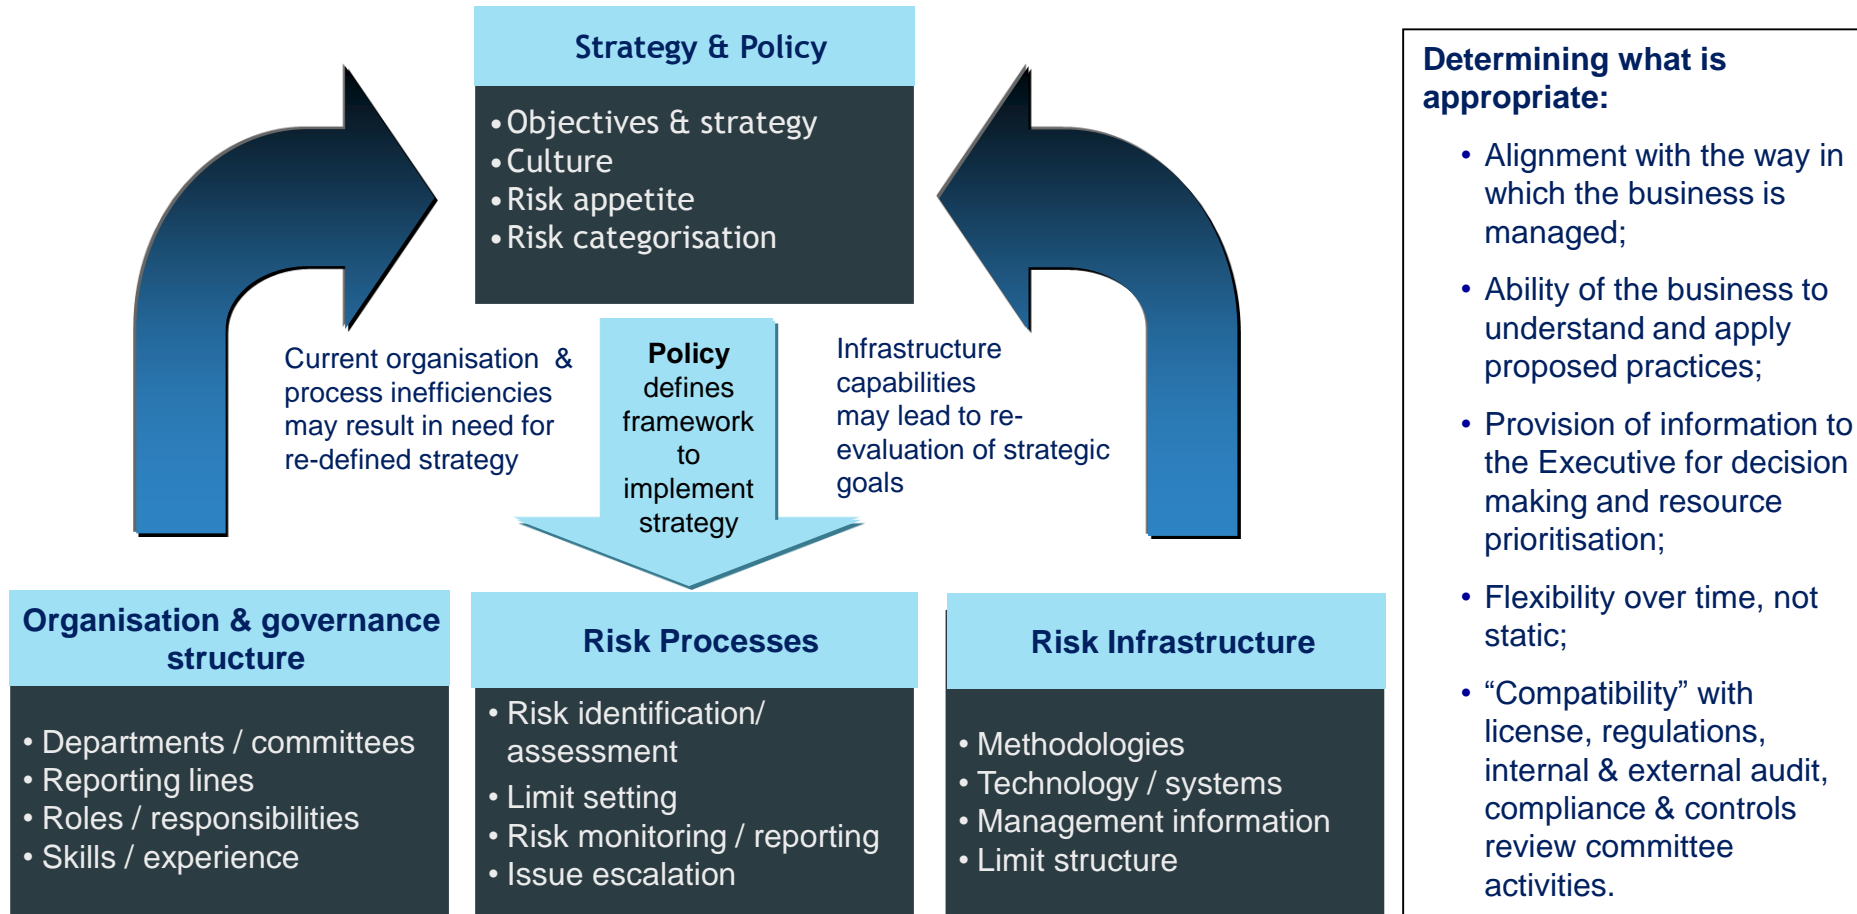 Strategy & Policy
• Objectives & strategy
• Culture
• Risk appetite
• Risk categorisation
Current organisation &
process inefficiencies
may result in need for
re-defined strategy
Policy
defines
framework
to
implement
strategy
Infrastructure
capabilities
may lead to re-
evaluation of strategic
goals
Organisation & governance
structure
• Departments / committees
• Reporting lines
• Roles / responsibilities
• Skills / experience
Risk Processes
• Risk identification/
assessment
• Limit setting
• Risk monitoring / reporting
• Issue escalation
Risk Infrastructure
• Methodologies
• Technology / systems
• Management information
• Limit structure
Determining what is
appropriate:
• Alignment with the way in
which the business is
managed;
• Ability of the business to
understand and apply
proposed practices;
• Provision of information to
the Executive for decision
making and resource
prioritisation;
• Flexibility over time, not
static;
• “Compatibility” with
license, regulations,
internal & external audit,
compliance & controls
review committee
activities.